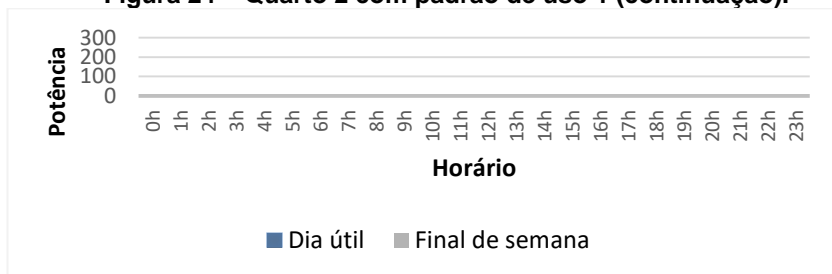 300
200
100
0
Potência
0h 1h 2h 3h 4h 5h 6h 7h 8h 9h 10h 11h 12h 13h 14h 15h 16h 17h 18h 19h 20h 21h 22h 23h
Horário
Dia útil Final de semana